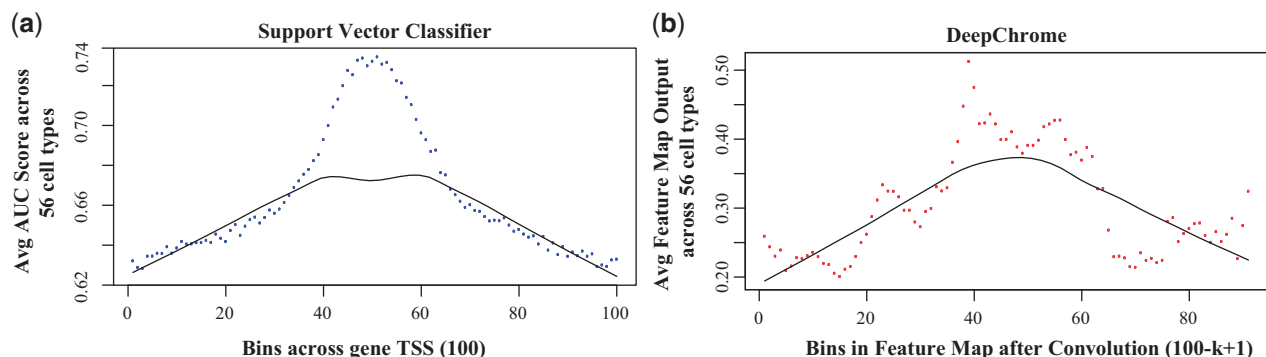 (a)
Support Vector Classifier
Avg AUC Score across
56 cell types
0.74
0.70
0.66
0.62
0 20 40 60 80 100
Bins across gene TSS (100)
(b)
DeepChrome
Avg Feature Map Output
across 56 cell types
0.50
0.40
0.30
0.20
0 20 40 60 80
Bins in Feature Map after Convolution (100-k+1)